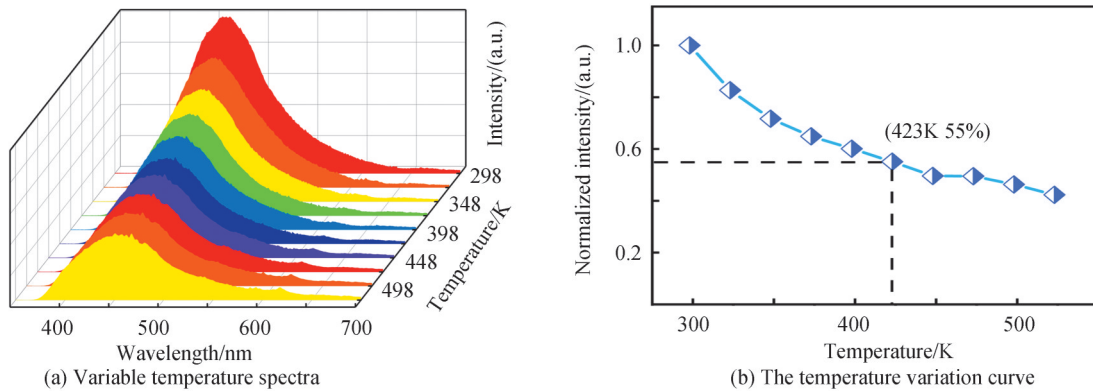 Intensity/(a.u.)
298
348
398
448
498
Temperature/K
400
500
600
700
Wavelength/nm
(a) Variable temperature spectra
1.0
0.6
0.2
Normalized intensity/(a.u.)
(423K 55%)
300
400
500
Temperature/K
(b) The temperature variation curve